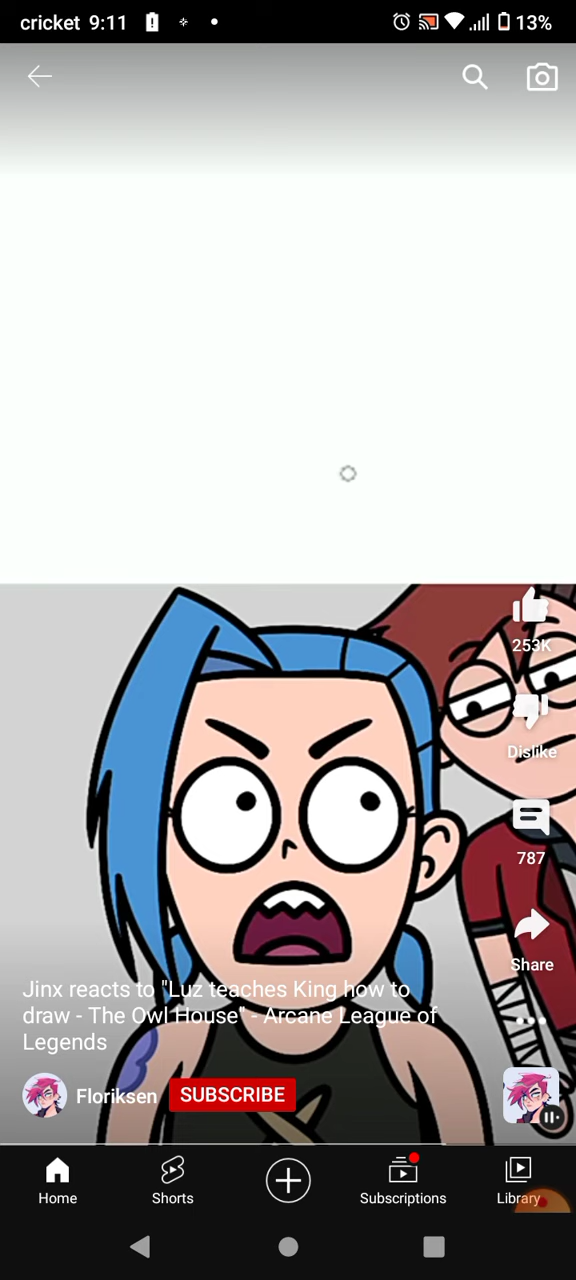 cricket 9:11
13%
253K
Dislike
787
Share
Jinx reacts to "Luz teaches King how to
draw - The Owl House" - Arcane League of
Legends
Floriksen SUBSCRIBE
Home Shorts Subscriptions Library